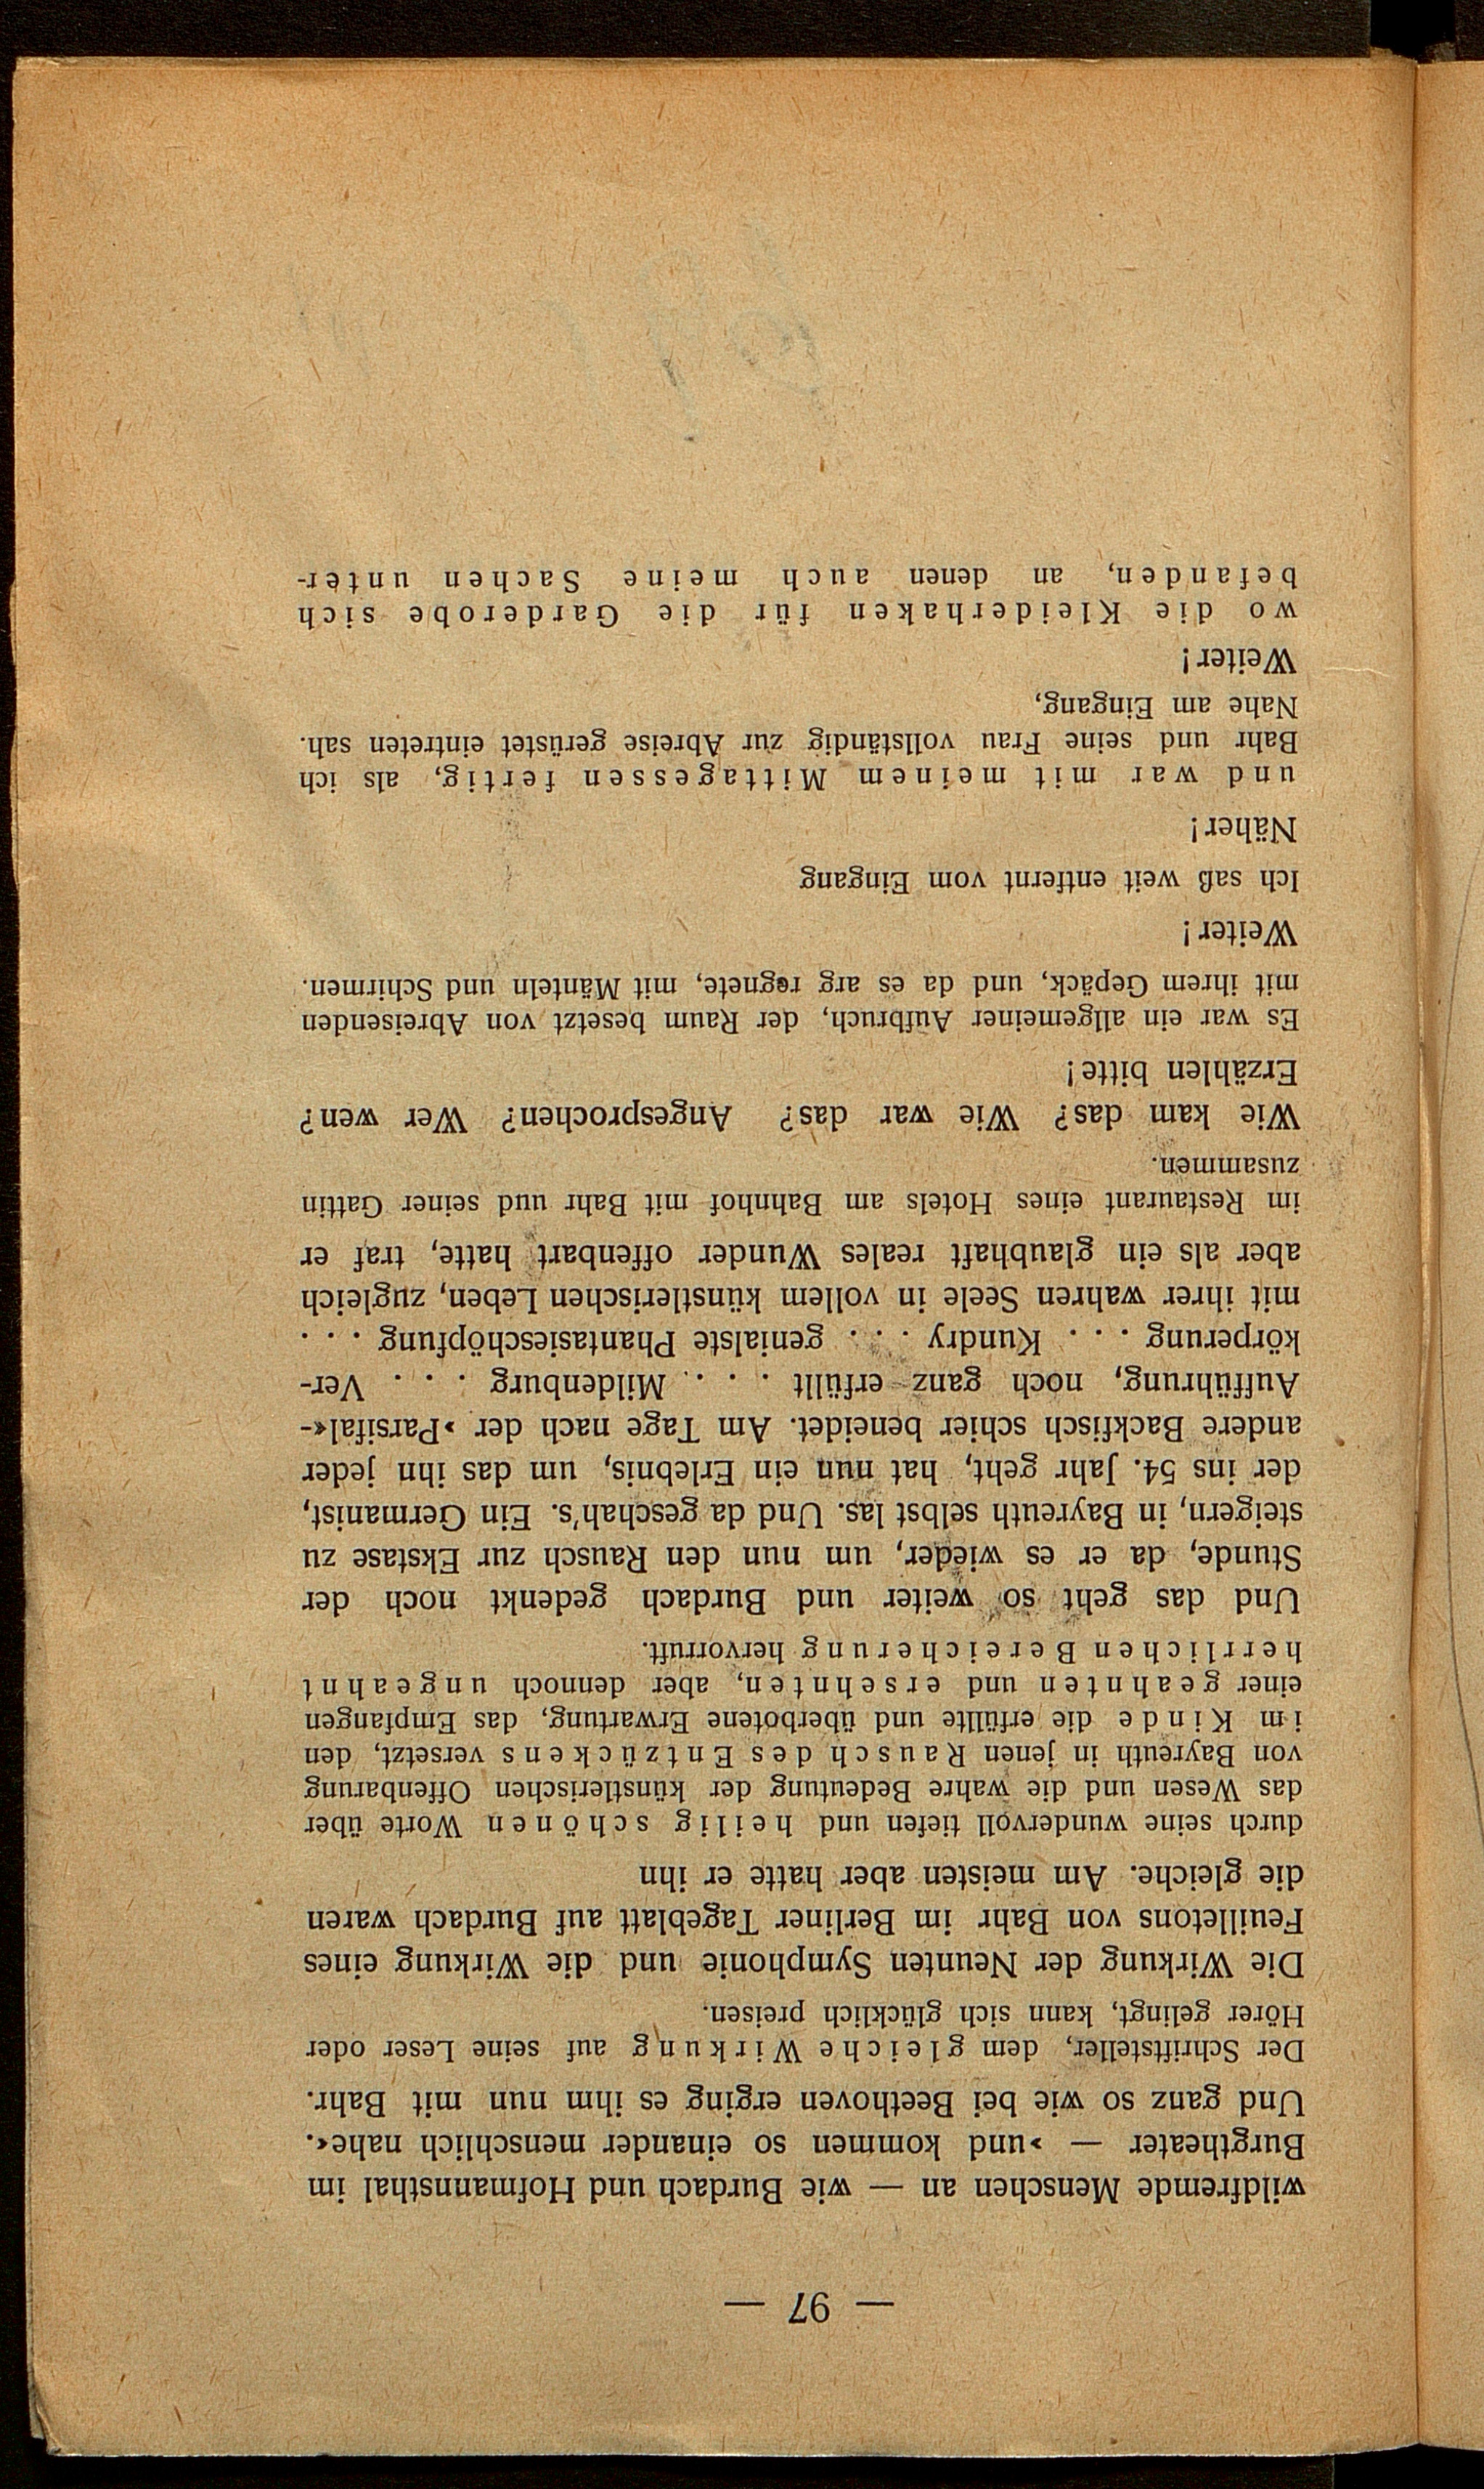 — 97 —
wildfremde Menschen an — wie Burdach und Hofmannsthal im
Burgtheater — ›und kommen so einander menschlich nahe‹.
Und ganz so wie bei Beethoven erging es ihm nun mit Bahr.
Der Schriftsteller, dem gleiche Wirkung auf seine Leser oder
Hörer gelingt, kann sich glücklich preisen.
Die Wirkung der Neunten Symphonie und die Wirkung eines
Feuilletons von Bahr im Berliner Tageblatt auf Burdach waren
die gleiche. Am meisten aber hatte er ihn
durch seine wundervoll tiefen und heilig schönen Worte über
das Wesen und die wahre Bedeutung der künstlerischen Offenbarung
von Bayreuth in jenen Rausch des Entzückens versetzt, den
im Kinde die erfüllte und überbotene Erwartung, das Empfangen
einer geahnten und ersehnten, aber dennoch ungeahnt
herrlichen Bereicherung hervorruft.
Und das geht so weiter und Burdach gedenkt noch der
Stunde, da er es wieder, um nun den Rausch zur Ekstase zu
steigern, in Bayreuth selbst las. Und da geschah's. Ein Germanist,
der ins 54. Jahr geht, hat nun ein Erlebnis, um das ihn jeder
andere Backfisch schier beneidet. Am Tage nach der ›Parsifal‹-
Aufführung, noch ganz erfüllt . . . Mildenburg . . . Ver-
körperung . . . Kundry . . . genialste Phantasieschöpfung . . .
mit ihrer wahren Seele in vollem künstlerischen Leben, zugleich
aber als ein glaubhaft reales Wunder offenbart hatte, traf er
im Restaurant eines Hotels am Bahnhof mit Bahr uud seiner Gattin
zusammen.
Wie kam das? Wie war das? Angesprochen? Wer wen?
Erzählen bitte!
Es war ein allgemeiner Aufbruch, der Raum besetzt von Abreisenden
mit ihrem Gepäck, und da es arg regnete, mit Mänteln und Schirmen.
Weiter!
Ich saß weit entfernt vom Eingang
Näher!
und war mit meinem Mittagessen fertig, als ich
Bahr und seine Frau vollständig zur Abreise gerüstet eintreten sah.
Nahe am Eingang,
Weiter!
wo die Kleiderhaken für die Garderobe sich
befanden, an denen auch meine Sachen unter-